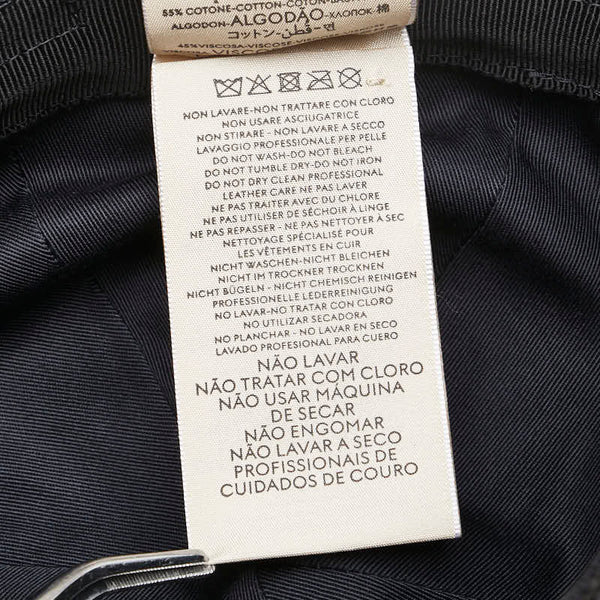 55% COTONE-COTTON-COTON-BA
ALGODON-ALGODÃO-ХЛОПОК-棉
コットン-قطن-면
45%VISCOSA-VISCOSE-VISCOSE
NON LAVARE-NON TRATTARE CON CLORO
NON USARE ASCIUGATRICE
NON STIRARE - NON LAVARE A SECCO
LAVAGGIO PROFESSIONALE PER PELLE
DO NOT WASH-DO NOT BLEACH
DO NOT TUMBLE DRY-DO NOT IRON
DO NOT DRY CLEAN PROFESSIONAL
LEATHER CARE NE PAS LAVER
NE PAS TRAITER AVEC DU CHLORE
NE PAS UTILISER DE SÉCHOIR À LINGE
NE PAS REPASSER - NE PAS NETTOYER À SEC
NETTOYAGE SPÉCIALISÉ POUR
LES VÊTEMENTS EN CUIR
NICHT WASCHEN-NICHT BLEICHEN
NICHT IM TROCKNER TROCKNEN
NICHT BÜGELN - NICHT CHEMISCH REINIGEN
PROFESSIONELLE LEDERREINIGUNG
NO LAVAR-NO TRATAR CON CLORO
NO UTILIZAR SECADORA
NO PLANCHAR - NO LAVAR EN SECO
LAVADO PROFESIONAL PARA CUERO
NÃO LAVAR
NÃO TRATAR COM CLORO
NÃO USAR MÁQUINA
DE SECAR
NÃO ENGOMAR
NÃO LAVAR A SECO
PROFISSIONAIS DE
CUIDADOS DE COURO